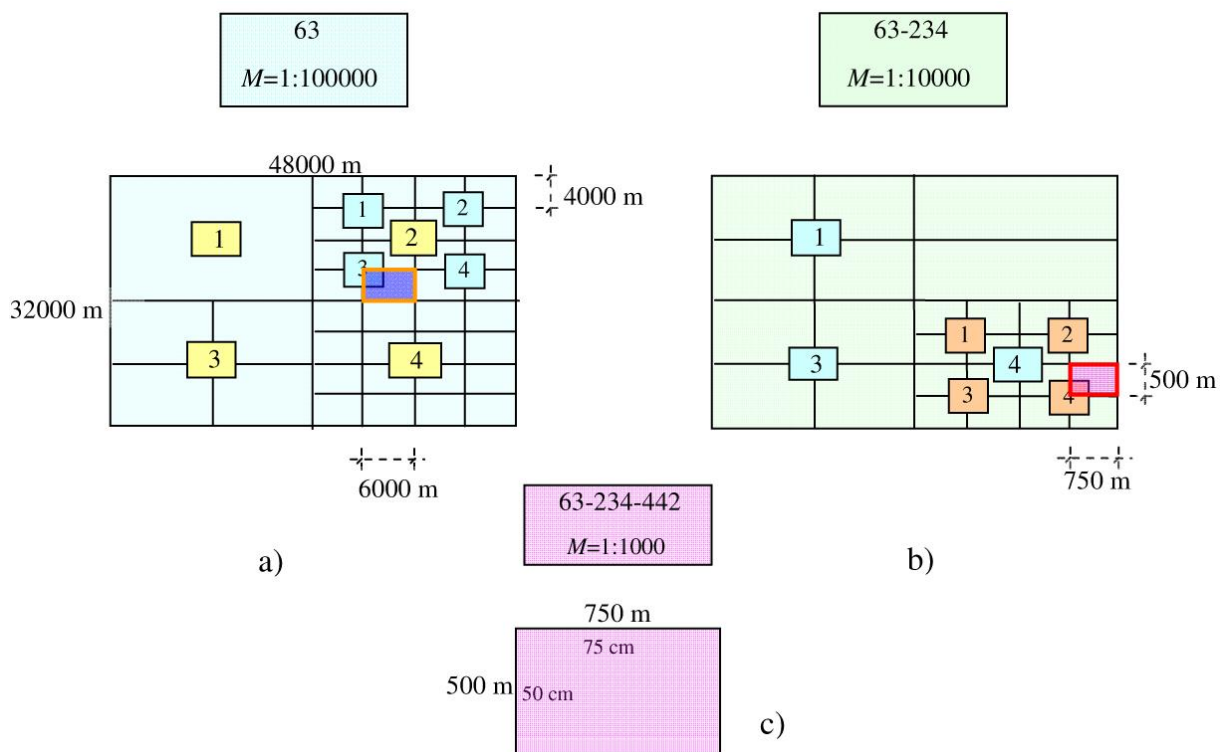 63
M=1:100000
63-234
M=1:10000
48000 m
4000 m
1
2
1
2
3
4
32000 m
3
4
6000 m
a)
1
3
4
1
2
3
4
500 m
750 m
b)
63-234-442
M=1:1000
750 m
75 cm
500 m
50 cm
c)